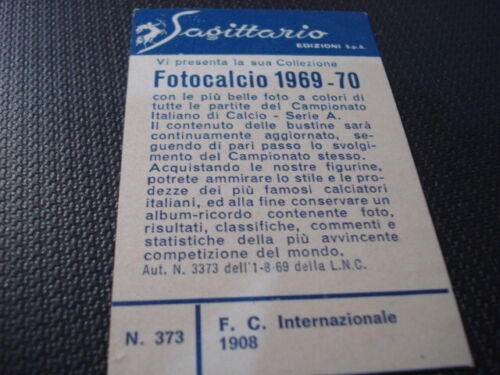 Sagittario
EDIZIONI S.p.A.
Vi presenta la sua Collezione
Fotocalcio 1969-70
con le più belle foto a colori di
tutte le partite del Campionato
Italiano di Calcio - Serie A.
Il contenuto delle bustine sarà
continuamente aggiornato, se-
guendo di pari passo lo svolgi-
mento del Campionato stesso.
Acquistando le nostre figurine,
potrete ammirare lo stile e le pro-
dezze dei più famosi calciatori
italiani, ed alla fine conservare un
album-ricordo contenente foto,
risultati, classifiche, commenti e
statistiche della più avvincente
competizione del mondo.
Aut. N. 3373 dell'1-8-69 della L.N.C.
N. 373
F. C. Internazionale
1908